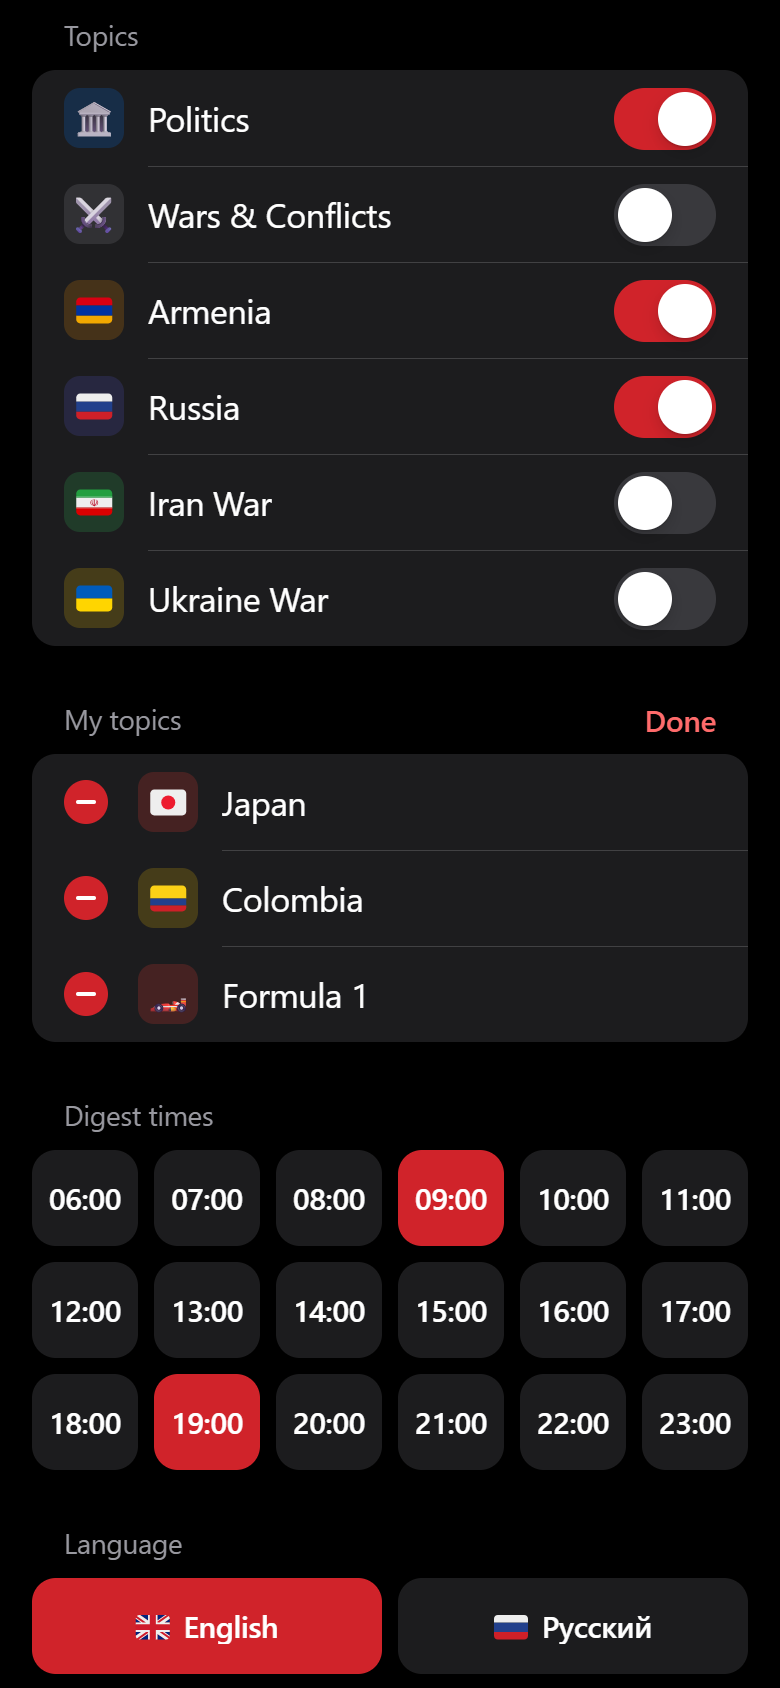 Topics
Politics
Wars & Conflicts
Armenia
Russia
Iran War
Ukraine War
My topics Done
Japan
Colombia
Formula 1
Digest times
06:00 07:00 08:00 09:00 10:00 11:00
12:00 13:00 14:00 15:00 16:00 17:00
18:00 19:00 20:00 21:00 22:00 23:00
Language
English Русский